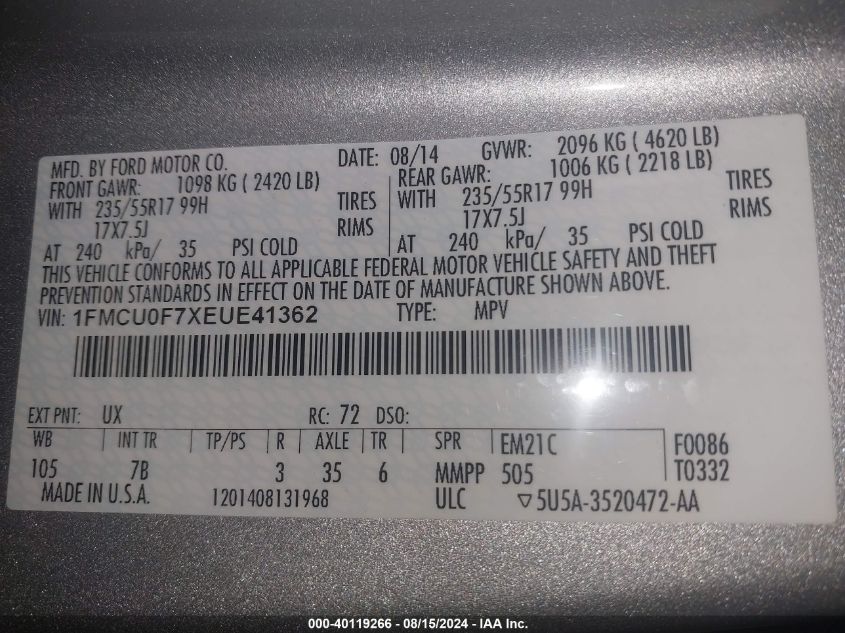 MFD. BY FORD MOTOR CO. DATE: 08/14 GVWR: 2096 KG ( 4620 LB)
FRONT GAWR: 1098 KG ( 2420 LB) REAR GAWR: 1006 KG ( 2218 LB)
WITH 235/55R17 99H TIRES WITH 235/55R17 99H TIRES
17X7.5J RIMS 17X7.5J RIMS
AT 240 kPa/ 35 PSI COLD AT 240 kPa/ 35 PSI COLD
THIS VEHICLE CONFORMS TO ALL APPLICABLE FEDERAL MOTOR VEHICLE SAFETY AND THEFT
PREVENTION STANDARDS IN EFFECT ON THE DATE OF MANUFACTURE SHOWN ABOVE.
VIN: 1FMCU0F7XEUE41362 TYPE: MPV
EXT PNT: UX RC: 72 DSO:
WB INT TR TP/PS R AXLE TR SPR EM21C F0086
105 7B 3 35 6 MMPP 505 T0332
MADE IN U.S.A. 1201408131968 ULC ▽5U5A-3520472-AA
000-40119266 - 08/15/2024 - IAA Inc.